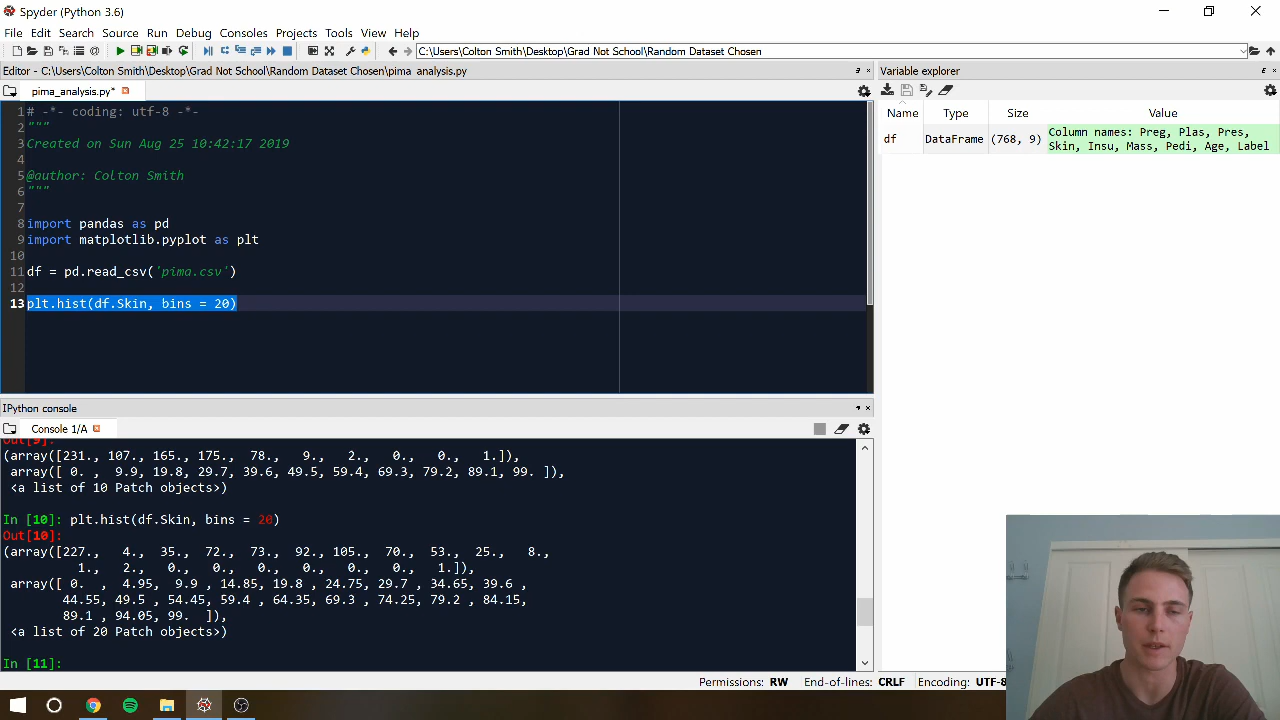 Spyder (Python 3.6)
File Edit Search Source Run Debug Consoles Projects Tools View Help
C:\Users\Colton Smith\Desktop\Grad Not School\Random Dataset Chosen
Editor - C:\Users\Colton Smith\Desktop\Grad Not School\Random Dataset Chosen\pima_analysis.py
pima_analysis.py*
1 # -*- coding: utf-8 -*-
2 """
3 Created on Sun Aug 25 10:42:17 2019
4
5 @author: Colton Smith
6 """
7
8 import pandas as pd
9 import matplotlib.pyplot as plt
10
11 df = pd.read_csv('pima.csv')
12
13 plt.hist(df.Skin, bins = 20)
Variable explorer
Name Type Size Value
df DataFrame (768, 9) Column names: Preg, Plas, Pres,
Skin, Insu, Mass, Pedi, Age, Label
IPython console
Console 1/A
Out[9]:
(array([231., 107., 165., 175., 78., 9., 2., 0., 0., 1.]),
array([ 0. , 9.9, 19.8, 29.7, 39.6, 49.5, 59.4, 69.3, 79.2, 89.1, 99. ]),
<a list of 10 Patch objects>)
In [10]: plt.hist(df.Skin, bins = 20)
Out[10]:
(array([227., 4., 35., 72., 73., 92., 105., 70., 53., 25., 8.,
1., 2., 0., 0., 0., 0., 0., 0., 1.]),
array([ 0. , 4.95, 9.9 , 14.85, 19.8 , 24.75, 29.7 , 34.65, 39.6 ,
44.55, 49.5 , 54.45, 59.4 , 64.35, 69.3 , 74.25, 79.2 , 84.15,
89.1 , 94.05, 99. ]),
<a list of 20 Patch objects>)
In [11]:
Permissions: RW End-of-lines: CRLF Encoding: UTF-8